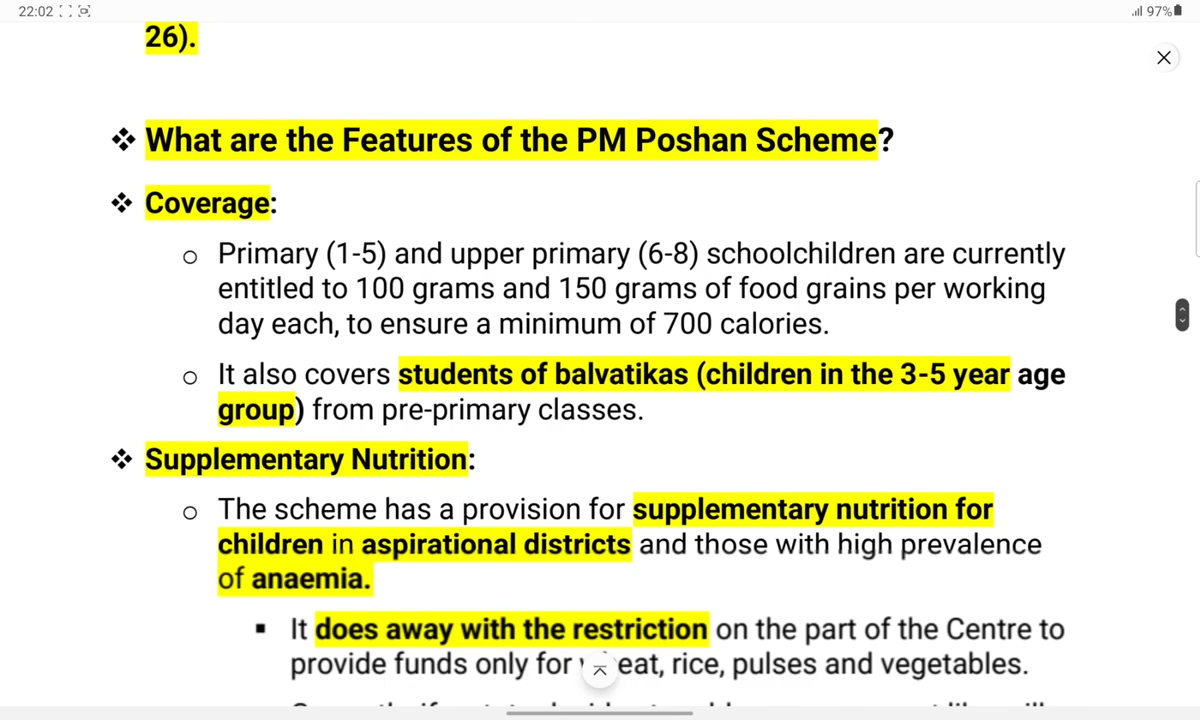 22:02 97%
26).
❖ What are the Features of the PM Poshan Scheme?
❖ Coverage:
o Primary (1-5) and upper primary (6-8) schoolchildren are currently
entitled to 100 grams and 150 grams of food grains per working
day each, to ensure a minimum of 700 calories.
o It also covers students of balvatikas (children in the 3-5 year age
group) from pre-primary classes.
❖ Supplementary Nutrition:
o The scheme has a provision for supplementary nutrition for
children in aspirational districts and those with high prevalence
of anaemia.
▪ It does away with the restriction on the part of the Centre to
provide funds only for rice, pulses and vegetables.